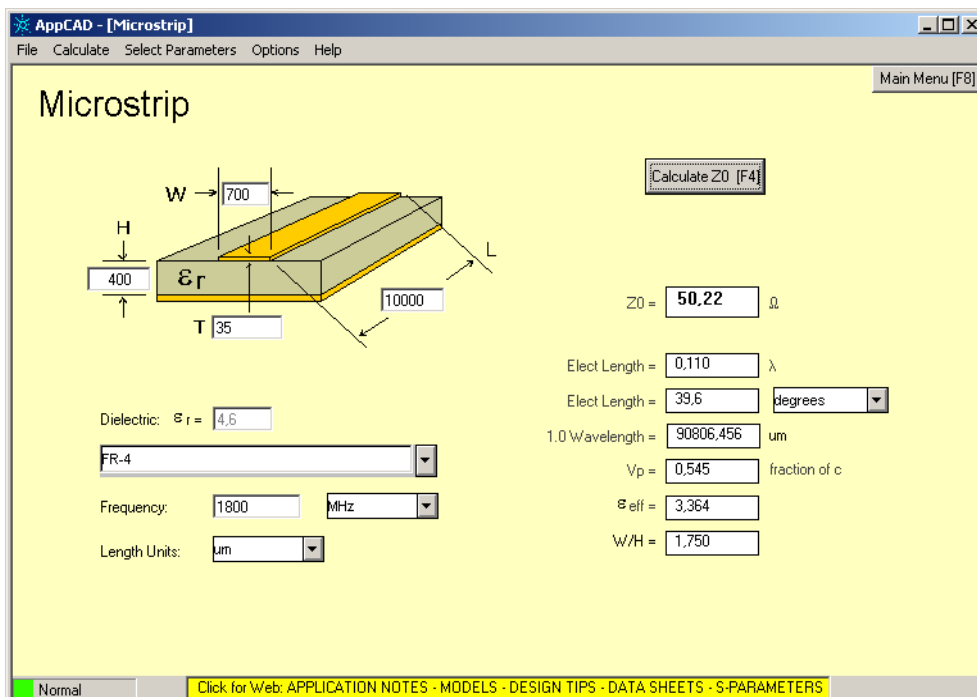 AppCAD - [Microstrip]
File Calculate Select Parameters Options Help
Main Menu [F8]
Microstrip
Calculate Z0 [F4]
W 700
H
400
εr
L
10000
T 35
Z0 = 50,22 Ω
Elect Length = 0,110 λ
Elect Length = 39,6 degrees
1.0 Wavelength = 90806,456 um
Vp = 0,545 fraction of c
ε eff = 3,364
W/H = 1,750
Dielectric: ε r = 4,6
FR-4
Frequency: 1800 MHz
Length Units: um
Normal
Click for Web: APPLICATION NOTES - MODELS - DESIGN TIPS - DATA SHEETS - S-PARAMETERS